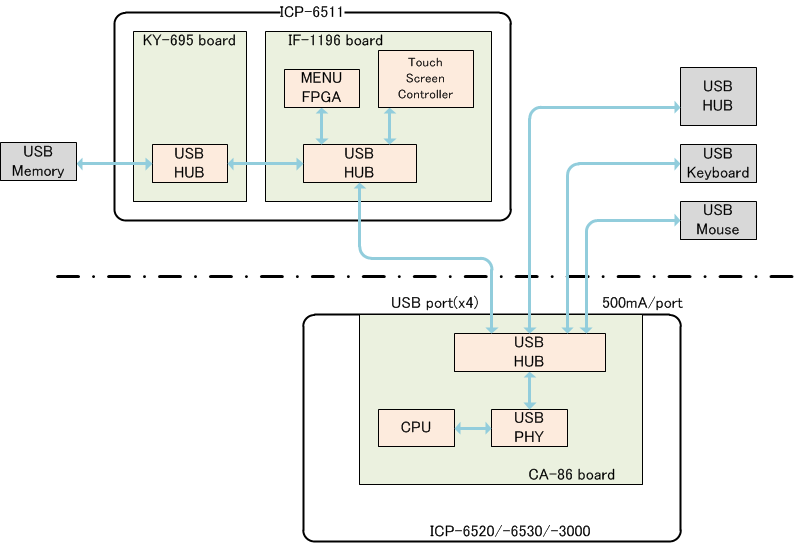 ICP-6511
KY-695 board
IF-1196 board
MENU
FPGA
Touch
Screen
Controller
USB
HUB
USB
Memory
USB
HUB
USB
HUB
USB
Keyboard
USB
Mouse
USB port(x4)
500mA/port
USB
HUB
CPU
USB
PHY
CA-86 board
ICP-6520/-6530/-3000